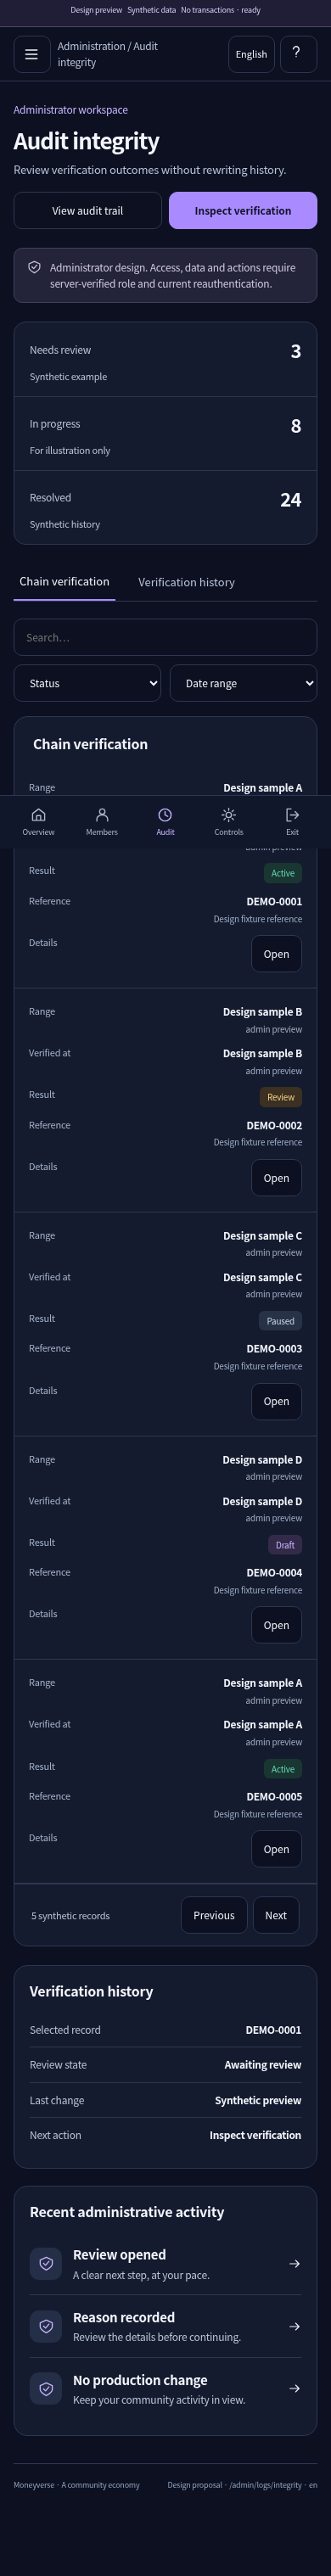 Design preview Synthetic data No transactions · ready
Administration / Audit
integrity
English
?
Administrator workspace
Audit integrity
Review verification outcomes without rewriting history.
View audit trail
Inspect verification
Administrator design. Access, data and actions require
server-verified role and current reauthentication.
Needs review
3
Synthetic example
In progress
8
For illustration only
Resolved
24
Synthetic history
Chain verification
Verification history
Search…
Status
Date range
Chain verification
Range
Design sample A
Overview
Members
Audit
Controls
Exit
admin preview
Result
Active
Reference
DEMO-0001
Design fixture reference
Details
Open
Range
Design sample B
admin preview
Verified at
Design sample B
admin preview
Result
Review
Reference
DEMO-0002
Design fixture reference
Details
Open
Range
Design sample C
admin preview
Verified at
Design sample C
admin preview
Result
Paused
Reference
DEMO-0003
Design fixture reference
Details
Open
Range
Design sample D
admin preview
Verified at
Design sample D
admin preview
Result
Draft
Reference
DEMO-0004
Design fixture reference
Details
Open
Range
Design sample A
admin preview
Verified at
Design sample A
admin preview
Result
Active
Reference
DEMO-0005
Design fixture reference
Details
Open
5 synthetic records
Previous
Next
Verification history
Selected record
DEMO-0001
Review state
Awaiting review
Last change
Synthetic preview
Next action
Inspect verification
Recent administrative activity
Review opened
A clear next step, at your pace.
Reason recorded
Review the details before continuing.
No production change
Keep your community activity in view.
Moneyverse · A community economy
Design proposal · /admin/logs/integrity · en